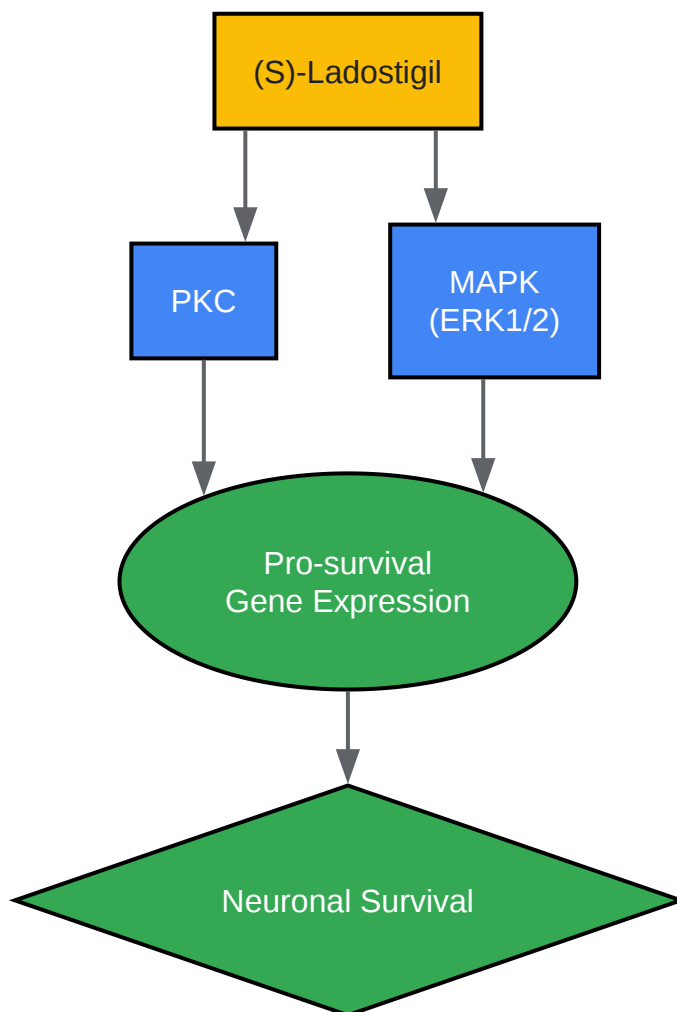 (S)-Ladostigil
PKC
MAPK
(ERK1/2)
Pro-survival
Gene Expression
Neuronal Survival